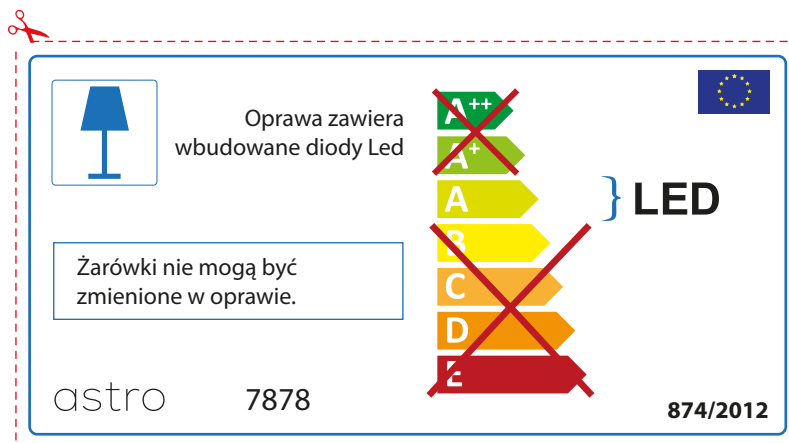 Oprawa zawiera
wbudowane diody Led
A++
A+
A
B
C
D
E
LED
Żarówki nie mogą być
zmienione w oprawie.
astro
7878
874/2012